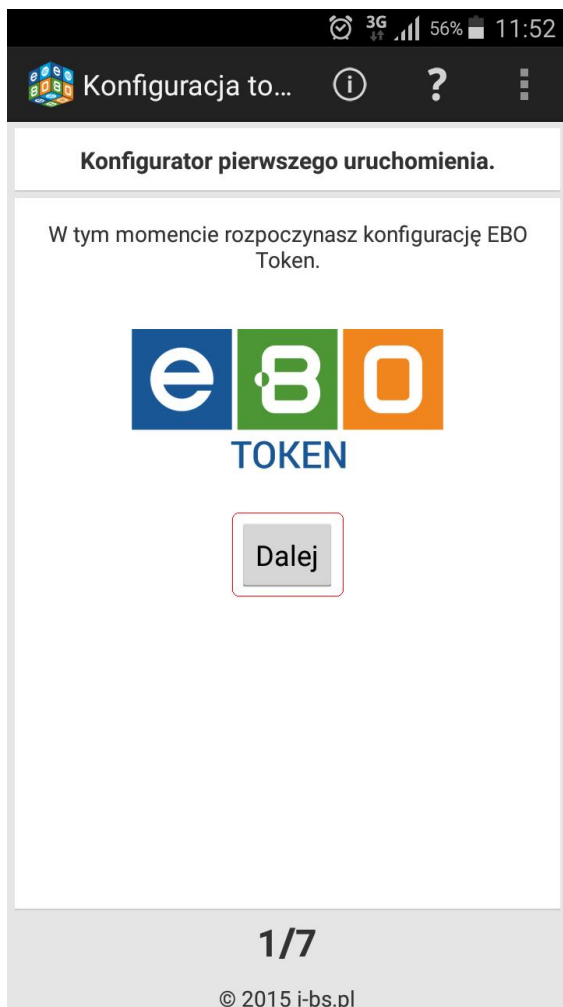 3G 56% 11:52
Konfiguracja to... ?
Konfigurator pierwszego uruchomienia.
W tym momencie rozpoczynasz konfigurację EBO
Token.
eBO
TOKEN
Dalej
1/7
© 2015 i-bs.pl